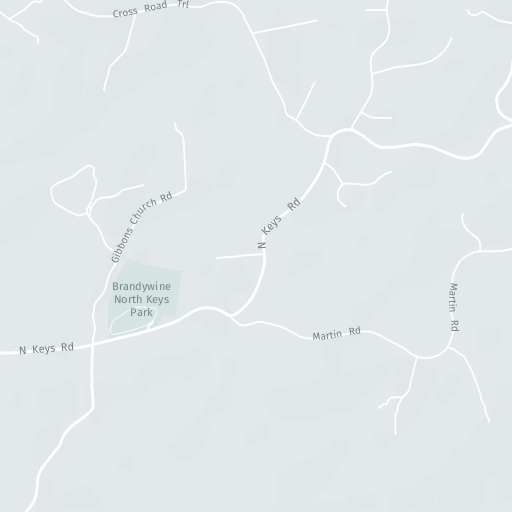 Cross Road Trl
Gibbons Church Rd
N Keys Rd
Brandywine
North Keys
Park
Martin Rd
N Keys Rd
Martin Rd